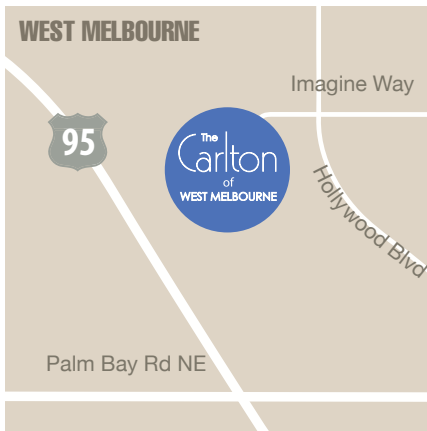 WEST MELBOURNE
Imagine Way
95
The
Carlton
of
WEST MELBOURNE
Hollywood Blvd
Palm Bay Rd NE